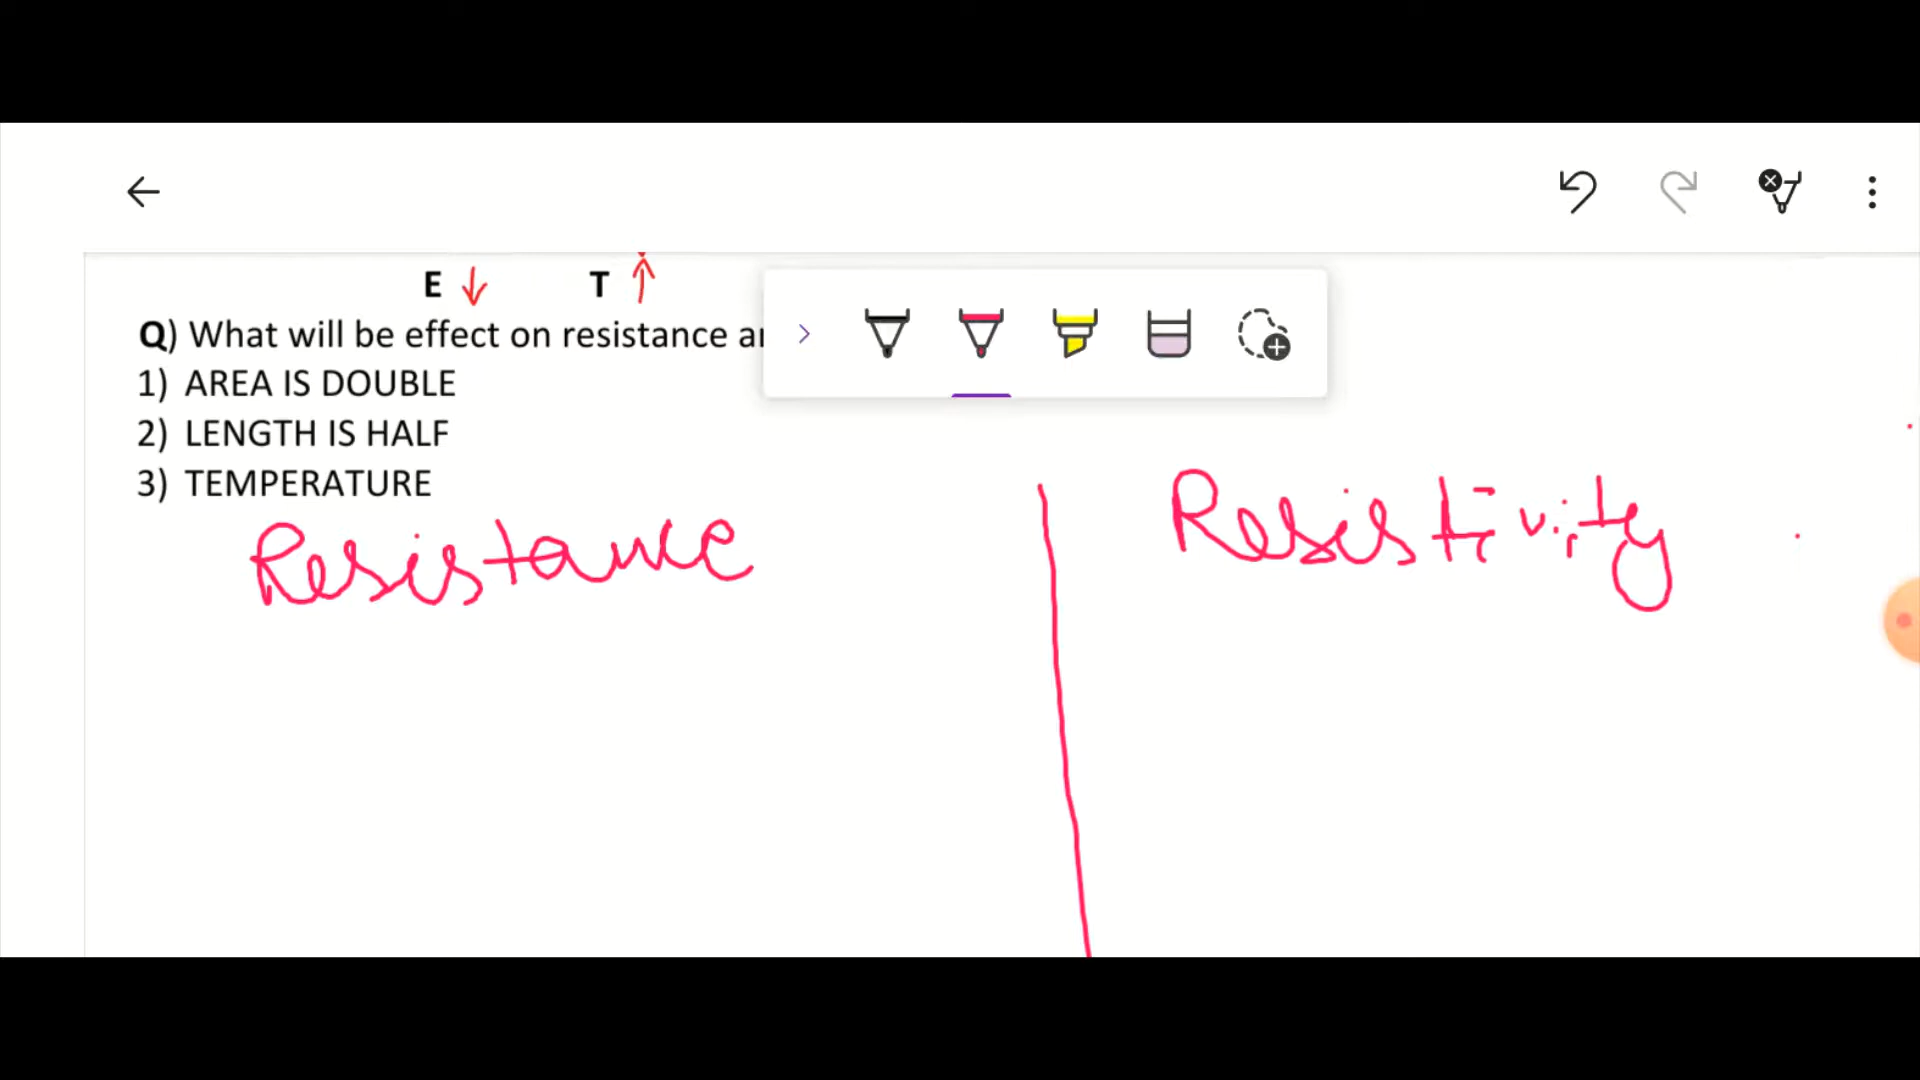 E T
Q) What will be effect on resistance
1) AREA IS DOUBLE
2) LENGTH IS HALF
3) TEMPERATURE
Resistance
Resistivity